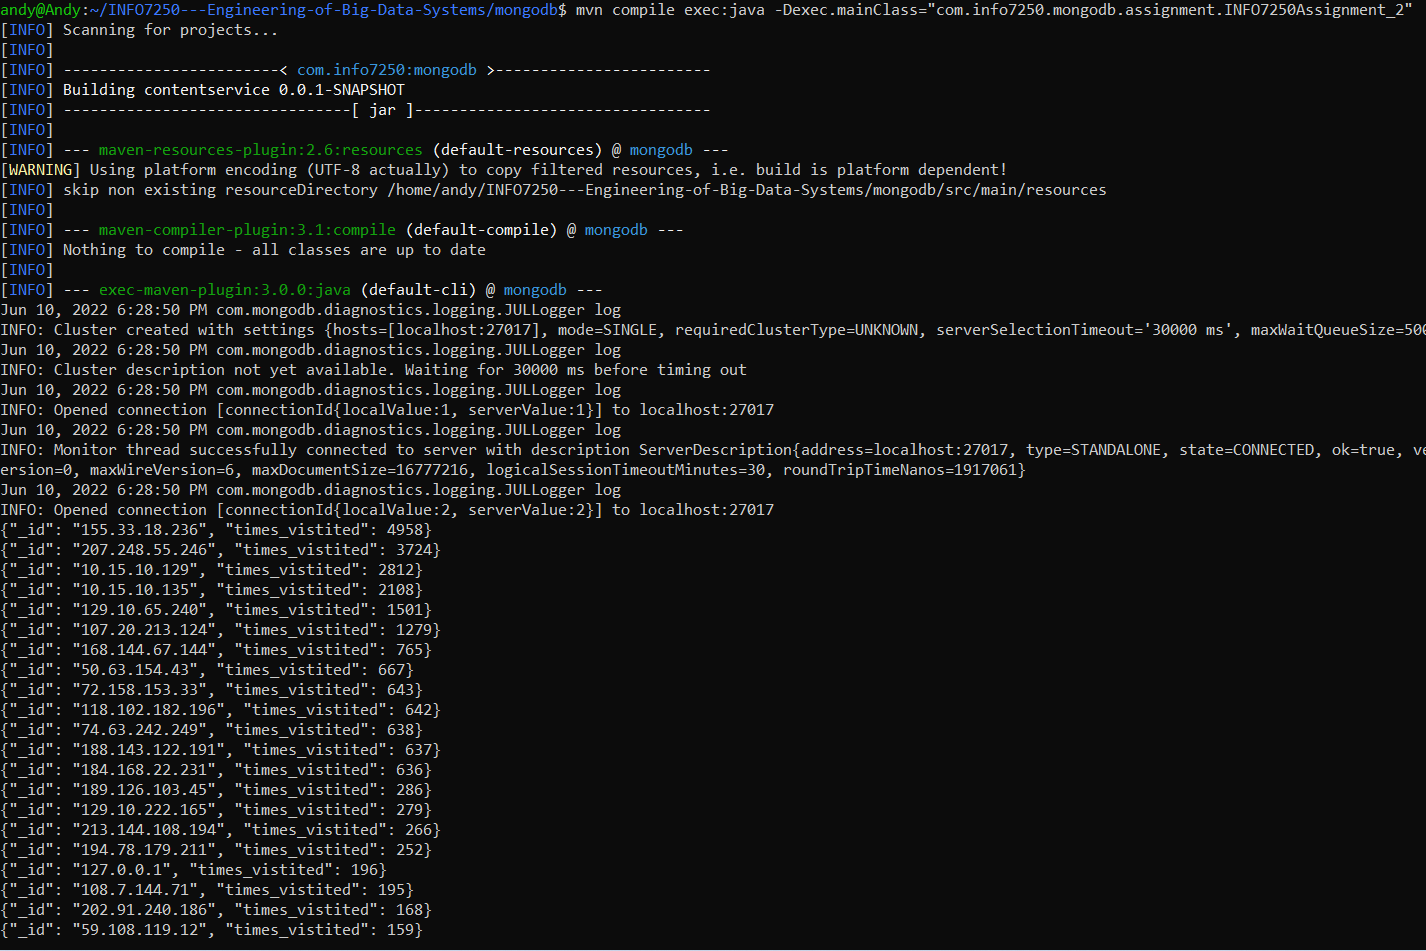 andy@Andy:~/INFO7250---Engineering-of-Big-Data-Systems/mongodb$ mvn compile exec:java -Dexec.mainClass="com.info7250.mongodb.assignment.INFO7250Assignment_2"
[INFO] Scanning for projects...
[INFO]
[INFO] ------------------------< com.info7250:mongodb >------------------------
[INFO] Building contentservice 0.0.1-SNAPSHOT
[INFO] --------------------------------[ jar ]---------------------------------
[INFO]
[INFO] --- maven-resources-plugin:2.6:resources (default-resources) @ mongodb ---
[WARNING] Using platform encoding (UTF-8 actually) to copy filtered resources, i.e. build is platform dependent!
[INFO] skip non existing resourceDirectory /home/andy/INFO7250---Engineering-of-Big-Data-Systems/mongodb/src/main/resources
[INFO]
[INFO] --- maven-compiler-plugin:3.1:compile (default-compile) @ mongodb ---
[INFO] Nothing to compile - all classes are up to date
[INFO]
[INFO] --- exec-maven-plugin:3.0.0:java (default-cli) @ mongodb ---
Jun 10, 2022 6:28:50 PM com.mongodb.diagnostics.logging.JULLogger log
INFO: Cluster created with settings {hosts=[localhost:27017], mode=SINGLE, requiredClusterType=UNKNOWN, serverSelectionTimeout='30000 ms', maxWaitQueueSize=500
Jun 10, 2022 6:28:50 PM com.mongodb.diagnostics.logging.JULLogger log
INFO: Cluster description not yet available. Waiting for 30000 ms before timing out
Jun 10, 2022 6:28:50 PM com.mongodb.diagnostics.logging.JULLogger log
INFO: Opened connection [connectionId{localValue:1, serverValue:1}] to localhost:27017
Jun 10, 2022 6:28:50 PM com.mongodb.diagnostics.logging.JULLogger log
INFO: Monitor thread successfully connected to server with description ServerDescription{address=localhost:27017, type=STANDALONE, state=CONNECTED, ok=true, ve
ersion=0, maxWireVersion=6, maxDocumentSize=16777216, logicalSessionTimeoutMinutes=30, roundTripTimeNanos=1917061}
Jun 10, 2022 6:28:50 PM com.mongodb.diagnostics.logging.JULLogger log
INFO: Opened connection [connectionId{localValue:2, serverValue:2}] to localhost:27017
{"_id": "155.33.18.236", "times_vistited": 4958}
{"_id": "207.248.55.246", "times_vistited": 3724}
{"_id": "10.15.10.129", "times_vistited": 2812}
{"_id": "10.15.10.135", "times_vistited": 2108}
{"_id": "129.10.65.240", "times_vistited": 1501}
{"_id": "107.20.213.124", "times_vistited": 1279}
{"_id": "168.144.67.144", "times_vistited": 765}
{"_id": "50.63.154.43", "times_vistited": 667}
{"_id": "72.158.153.33", "times_vistited": 643}
{"_id": "118.102.182.196", "times_vistited": 642}
{"_id": "74.63.242.249", "times_vistited": 638}
{"_id": "188.143.122.191", "times_vistited": 637}
{"_id": "184.168.22.231", "times_vistited": 636}
{"_id": "189.126.103.45", "times_vistited": 286}
{"_id": "129.10.222.165", "times_vistited": 279}
{"_id": "213.144.108.194", "times_vistited": 266}
{"_id": "194.78.179.211", "times_vistited": 252}
{"_id": "127.0.0.1", "times_vistited": 196}
{"_id": "108.7.144.71", "times_vistited": 195}
{"_id": "202.91.240.186", "times_vistited": 168}
{"_id": "59.108.119.12", "times_vistited": 159}